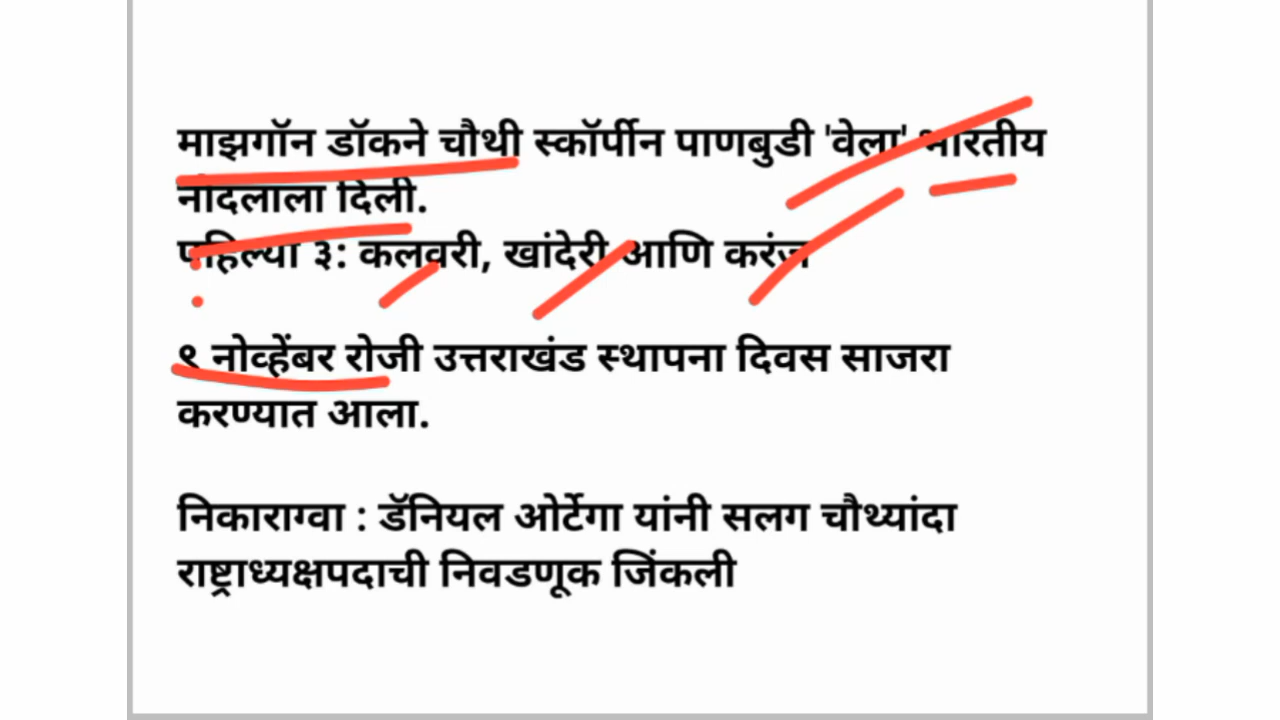 माझगॉन डॉकने चौथी स्कॉर्पीन पाणबुडी 'वेला' भारतीय
नौदलाला दिली.
पहिल्या ३: कलवरी, खांदेरी आणि करंज
९ नोव्हेंबर रोजी उत्तराखंड स्थापना दिवस साजरा
करण्यात आला.
निकाराग्वा : डॅनियल ओर्टेगा यांनी सलग चौथ्यांदा
राष्ट्राध्यक्षपदाची निवडणूक जिंकली